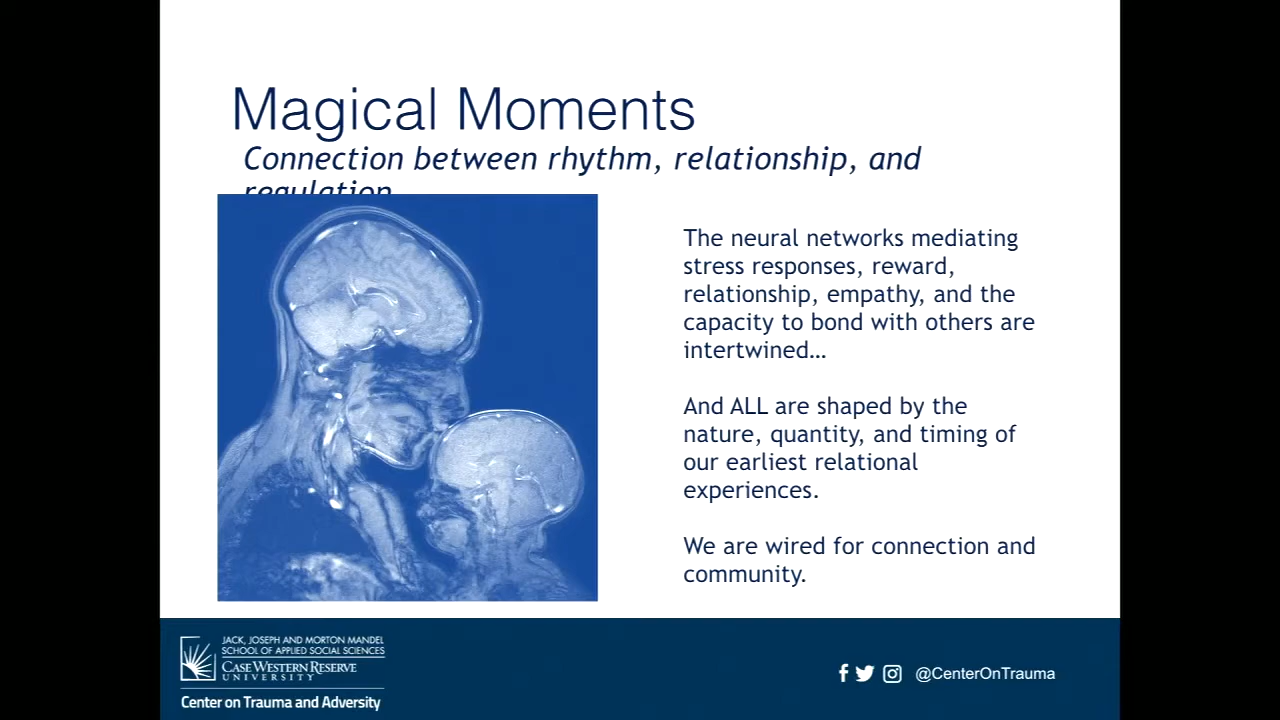 Magical Moments
Connection between rhythm, relationship, and
regulation
The neural networks mediating
stress responses, reward,
relationship, empathy, and the
capacity to bond with others are
intertwined…
And ALL are shaped by the
nature, quantity, and timing of
our earliest relational
experiences.
We are wired for connection and
community.
JACK, JOSEPH AND MORTON MANDEL
SCHOOL OF APPLIED SOCIAL SCIENCES
CASE WESTERN RESERVE
UNIVERSITY
Center on Trauma and Adversity
@CenterOnTrauma